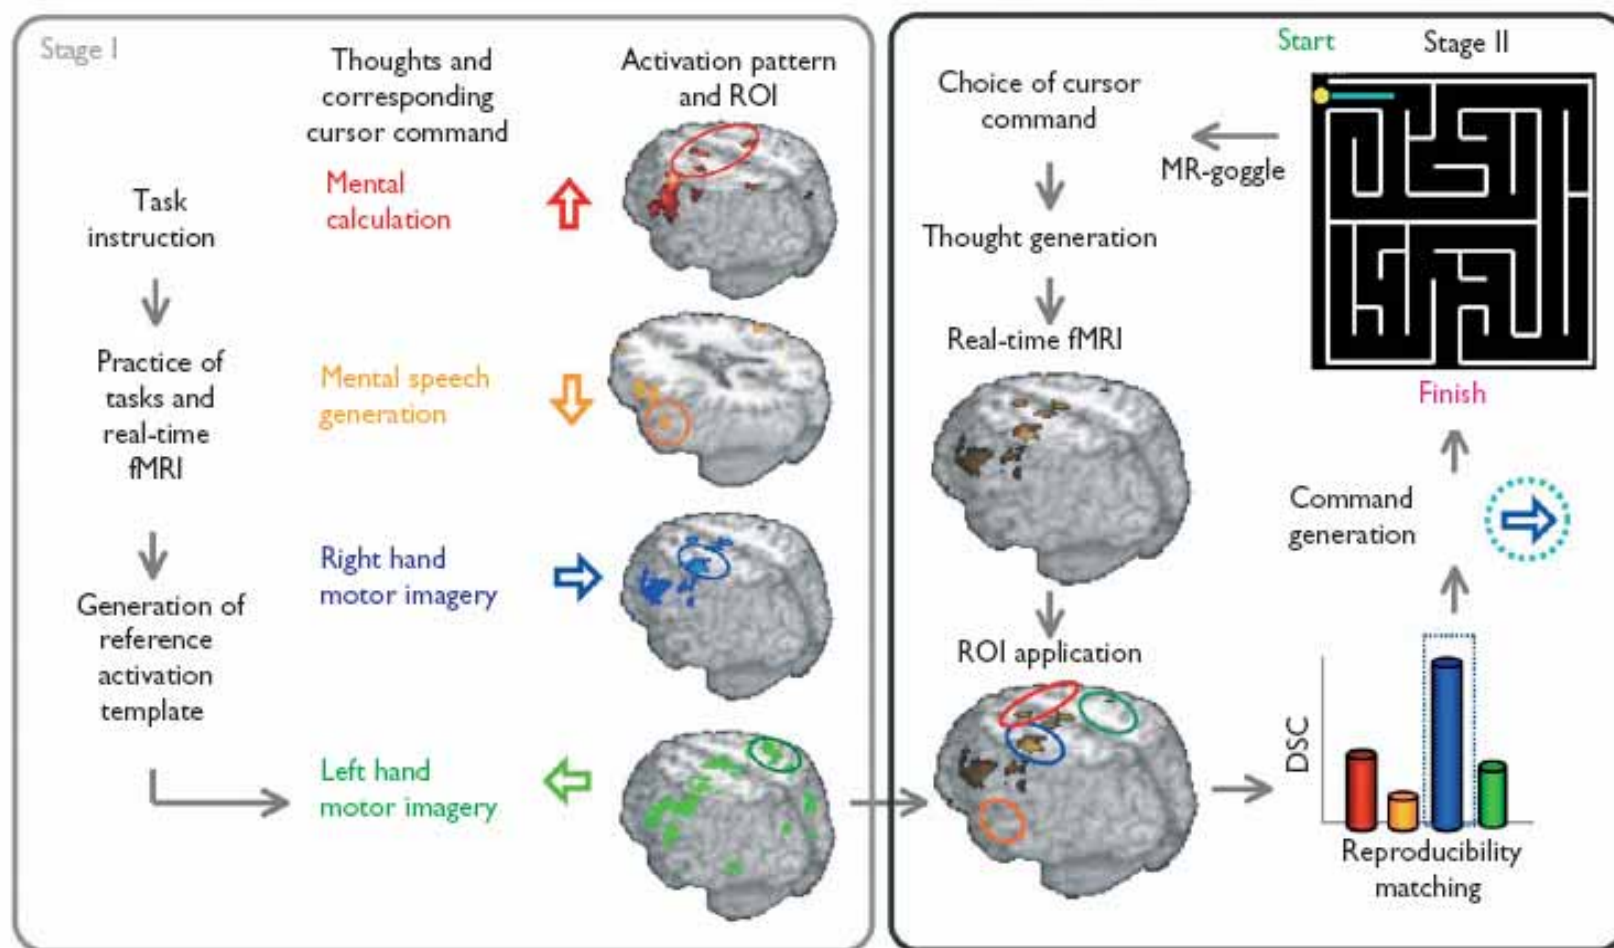 Stage I
Task
instruction
Practice of
tasks and
real-time
fMRI
Generation of
reference
activation
template
Thoughts and
corresponding
cursor command
Mental
calculation
Mental speech
generation
Right hand
motor imagery
Left hand
motor imagery
Activation pattern
and ROI
Start
Stage II
Choice of cursor
command
MR-goggle
Thought generation
Real-time fMRI
ROI application
Finish
Command
generation
DSC
Reproducibility
matching